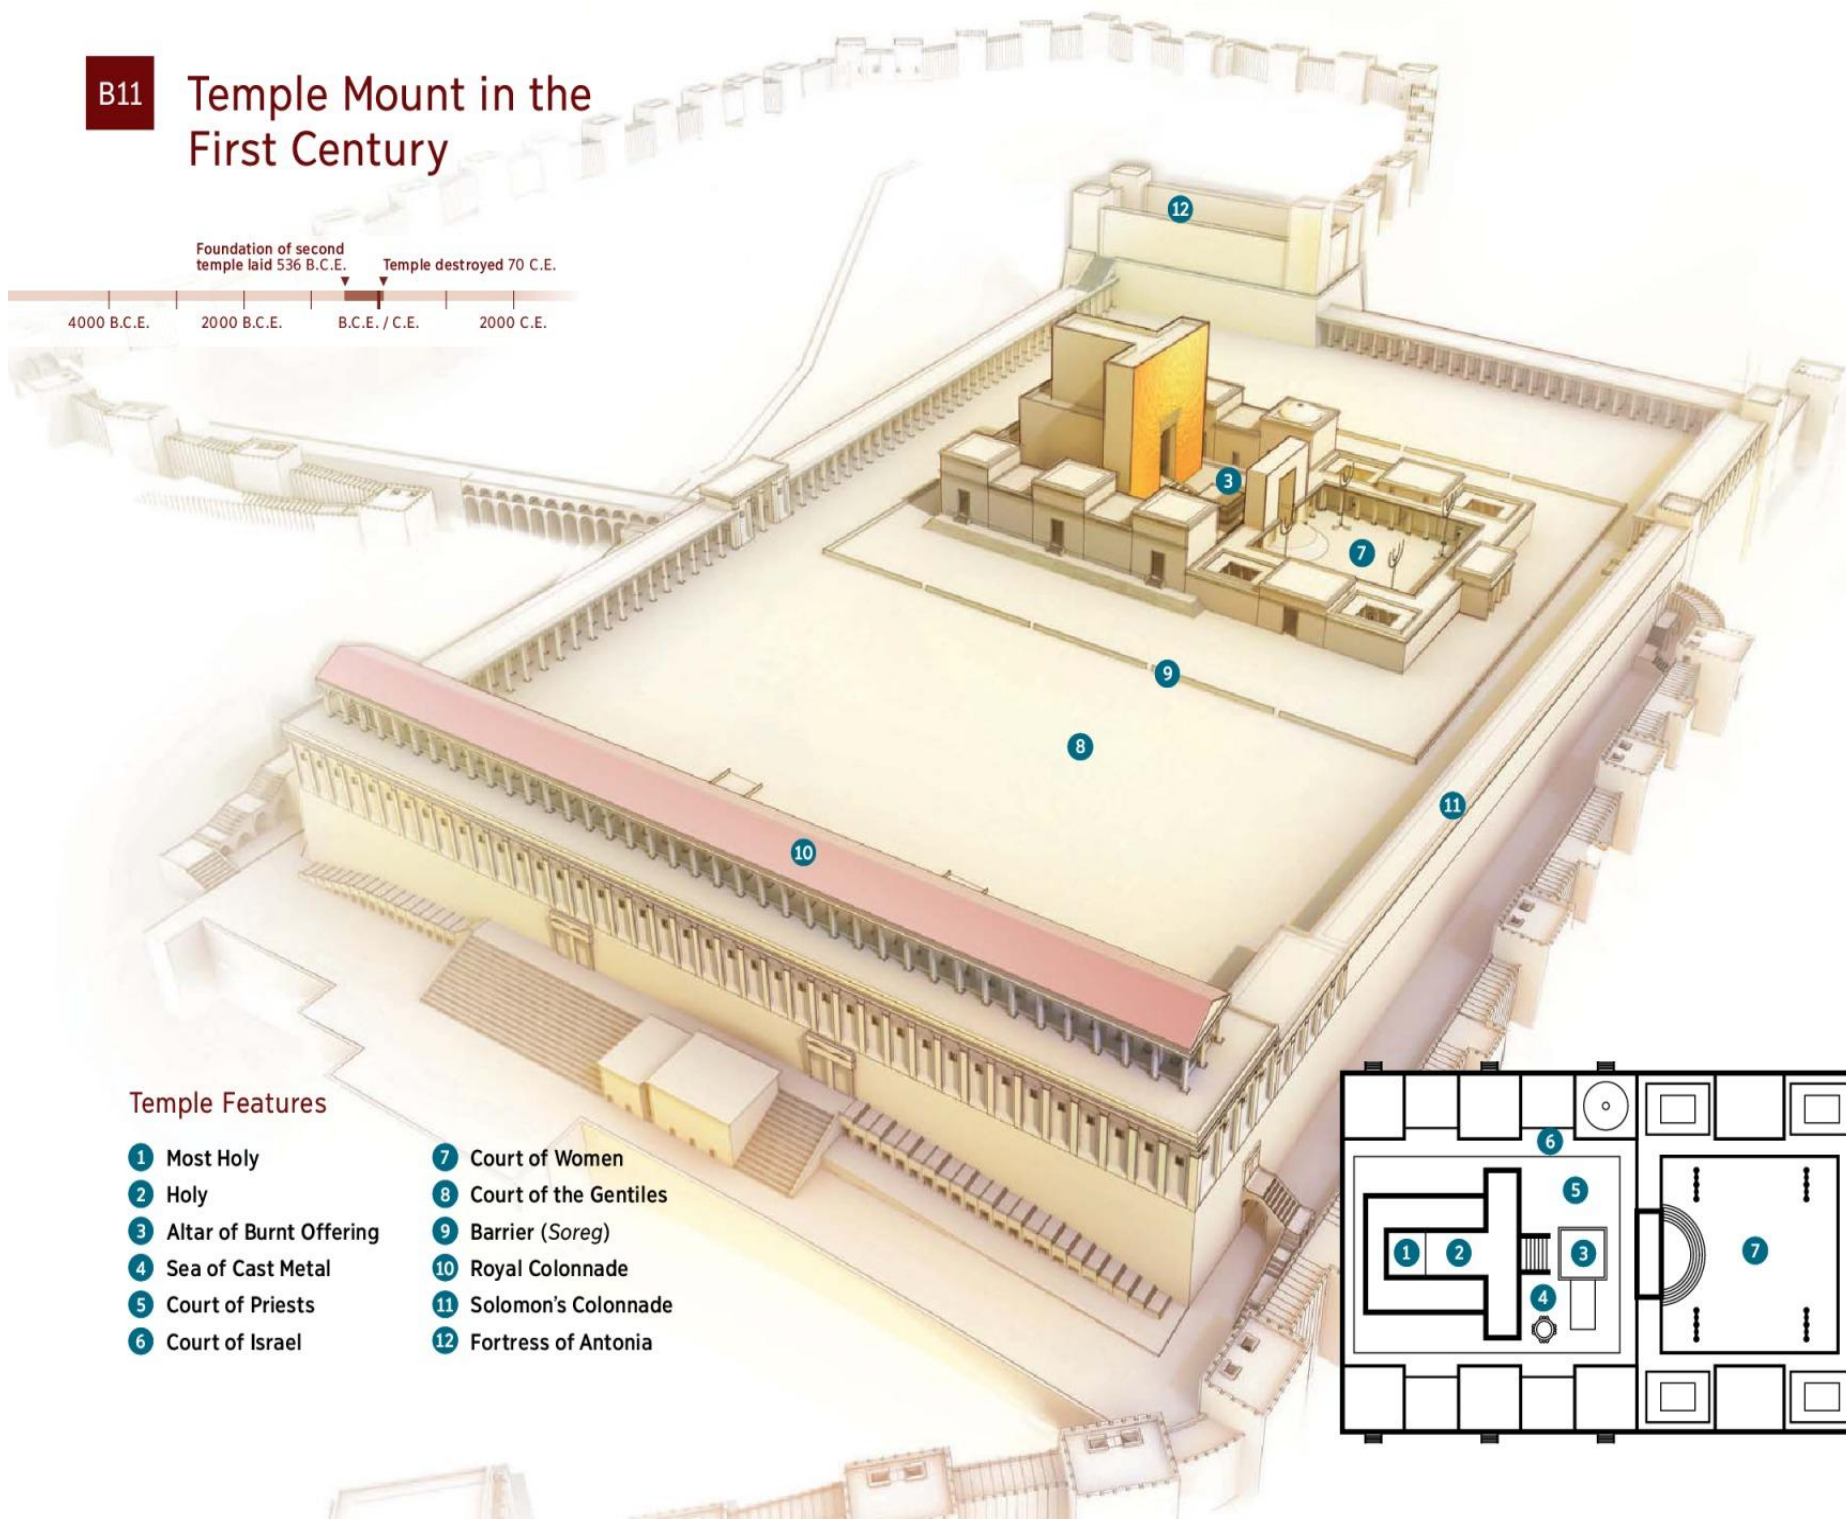 B11
Temple Mount in the
First Century
Foundation of second
temple laid 536 B.C.E.
Temple destroyed 70 C.E.
4000 B.C.E.
2000 B.C.E.
B.C.E. / C.E.
2000 C.E.
12
3
7
9
8
11
10
Temple Features
1 Most Holy
2 Holy
3 Altar of Burnt Offering
4 Sea of Cast Metal
5 Court of Priests
6 Court of Israel
7 Court of Women
8 Court of the Gentiles
9 Barrier (Soreg)
10 Royal Colonnade
11 Solomon’s Colonnade
12 Fortress of Antonia
6
5
1
2
3
7
4